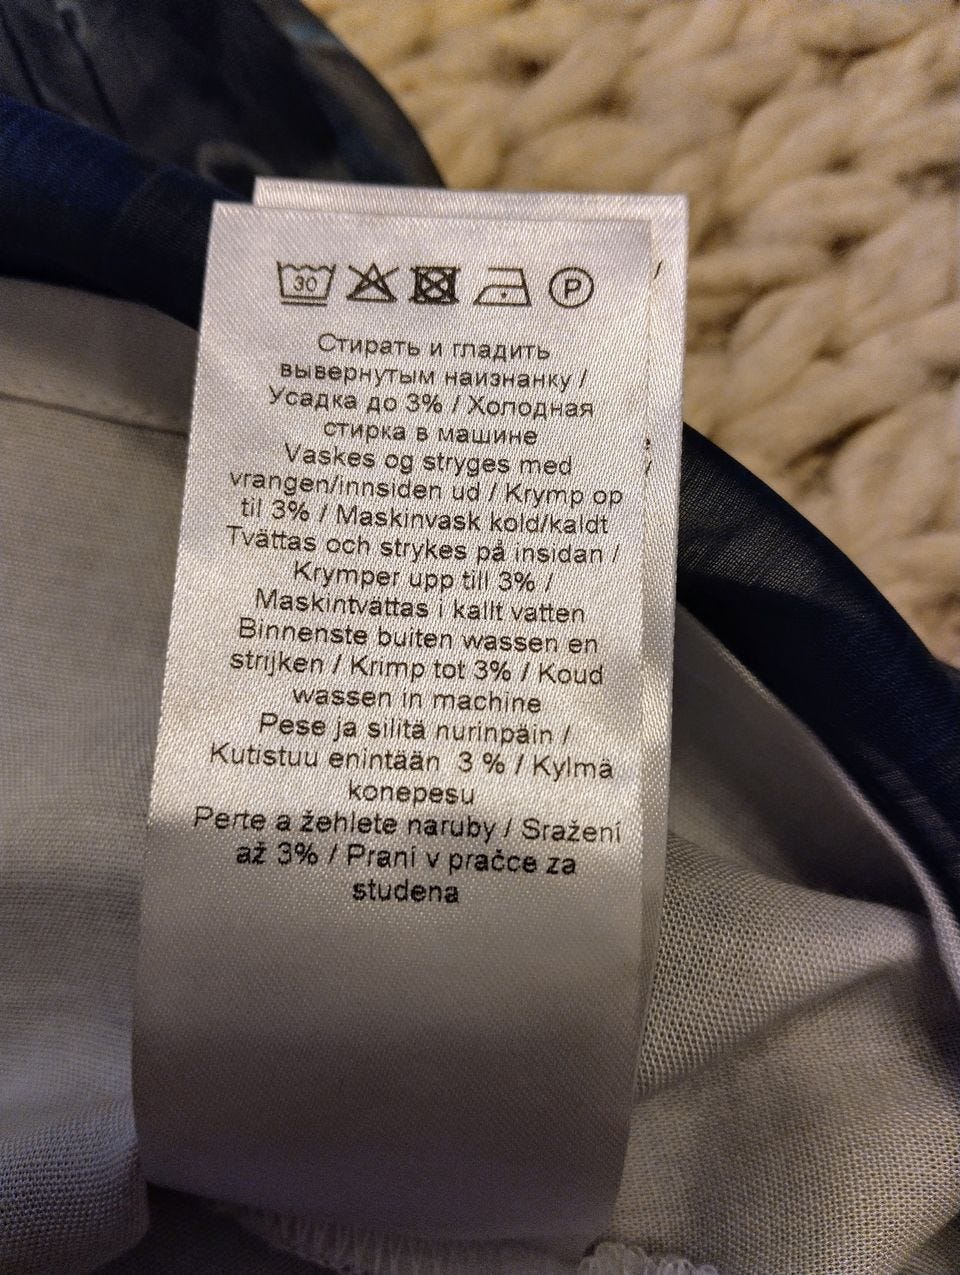 30 P
Стирать и гладить
вывернутым наизнанку /
Усадка до 3% / Холодная
стирка в машине
Vaskes og stryges med
vrangen/innsiden ud / Krymp op
til 3% / Maskinvask kold/kaldt
Tvättas och strykes på insidan /
Krymper upp till 3% /
Maskintvättas i kallt vatten
Binnenste buiten wassen en
strijken / Krimp tot 3% / Koud
wassen in machine
Pese ja silitä nurinpäin /
Kutistuu enintään 3 % / Kylmä
konepesu
Perte a žehlete naruby / Sražení
až 3% / Praní v pračce za
studena